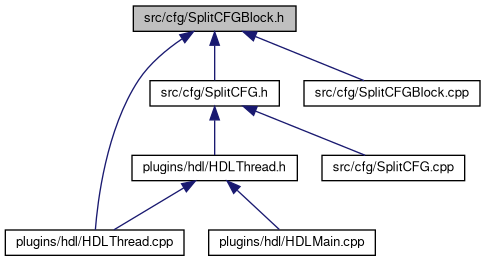 src/cfg/SplitCFGBlock.h
src/cfg/SplitCFG.h
src/cfg/SplitCFGBlock.cpp
plugins/hdl/HDLThread.h
src/cfg/SplitCFG.cpp
plugins/hdl/HDLThread.cpp
plugins/hdl/HDLMain.cpp